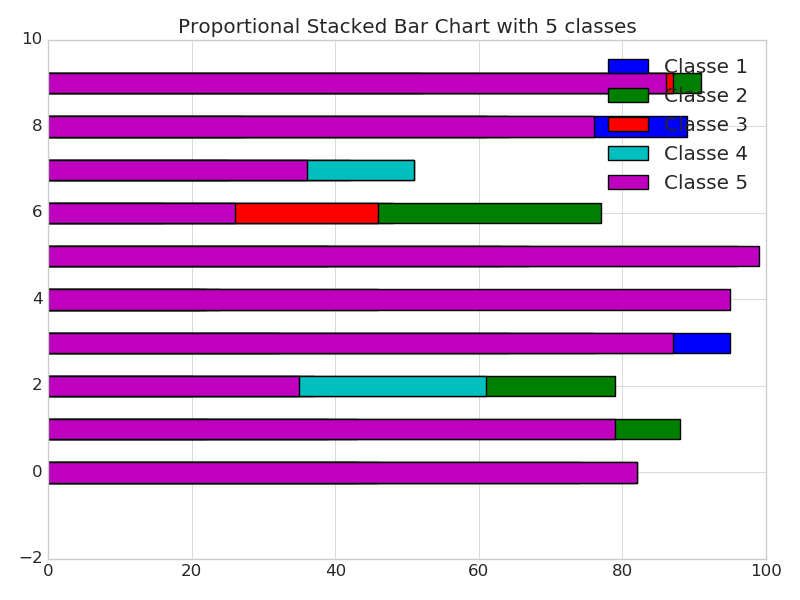 Proportional Stacked Bar Chart with 5 classes
10
8
6
4
2
0
−2
0 20 40 60 80 100
Classe 1
Classe 2
Classe 3
Classe 4
Classe 5